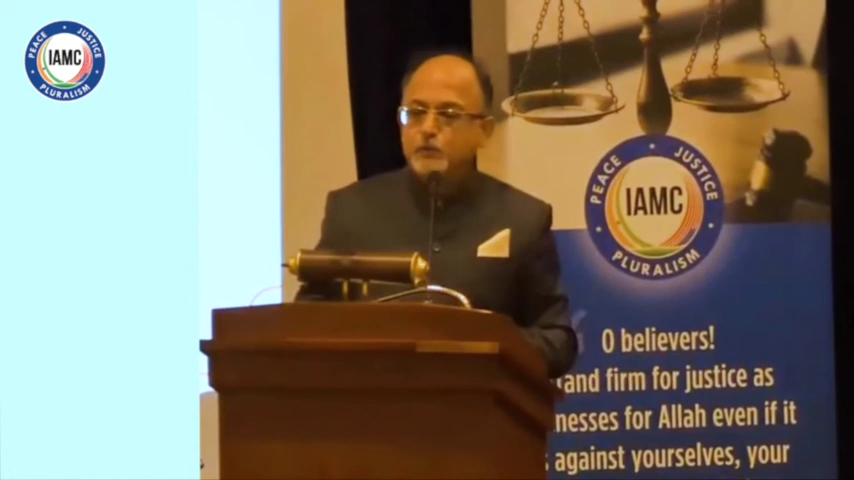 PEACE JUSTICE
IAMC
PLURALISM
PEACE JUSTICE
IAMC
PLURALISM
O believers!
and firm for justice as
nesses for Allah even if it
against yourselves, your